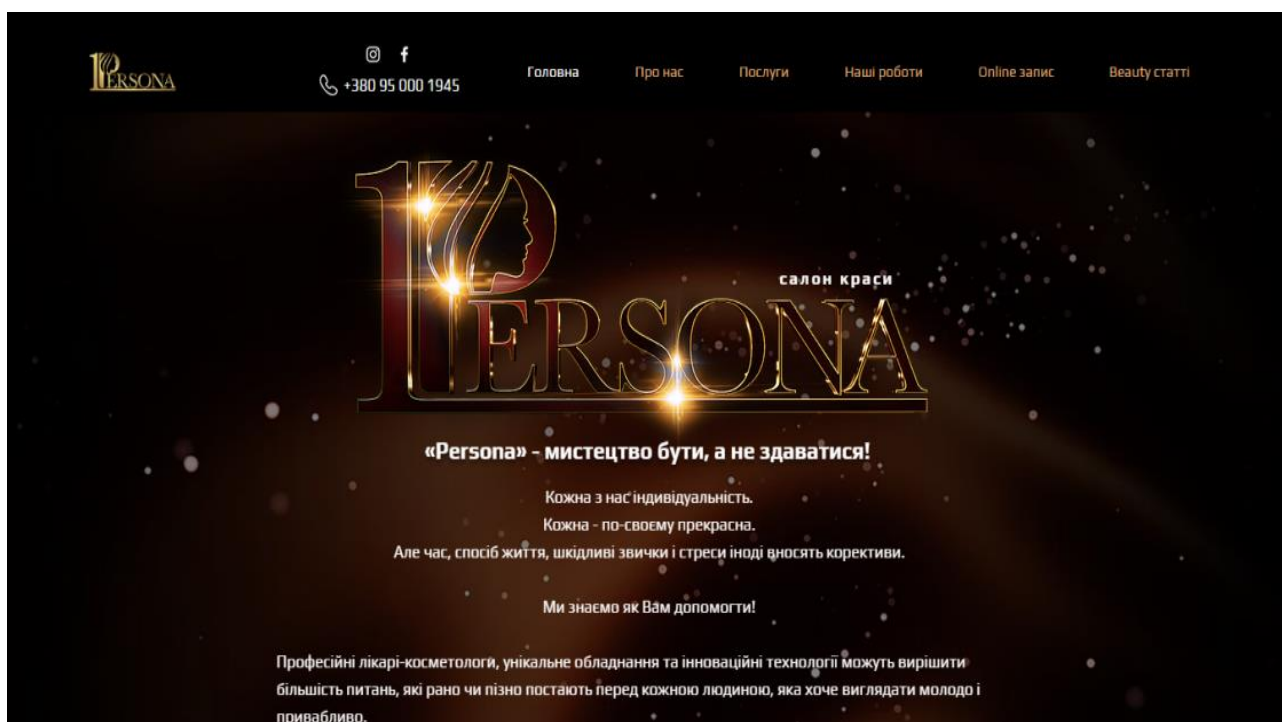 1PERSONA
+380 95 000 1945
Головна
Про нас
Послуги
Наші роботи
Online запис
Beauty статті
салон краси
1PERSONA
«Persona» - мистецтво бути, а не здаватися!
Кожна з нас індивідуальність.
Кожна - по-своєму прекрасна.
Але час, спосіб життя, шкідливі звички і стреси іноді вносять корективи.
Ми знаємо як Вам допомогти!
Професійні лікарі-косметологи, унікальне обладнання та інноваційні технології можуть вирішити
більшість питань, які рано чи пізно постають перед кожною людиною, яка хоче виглядати молодо і
привабливо.